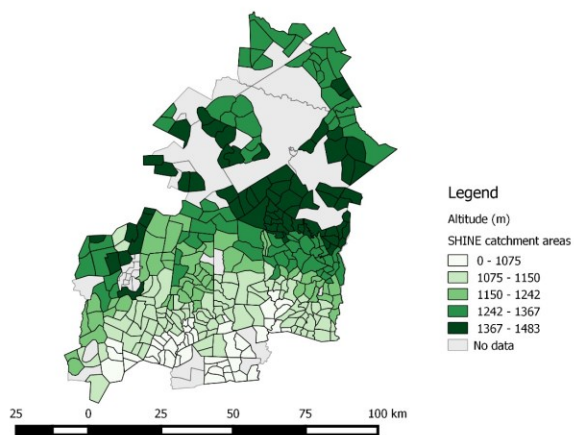 Legend
Altitude (m)
SHINE catchment areas
0 - 1075
1075 - 1150
1150 - 1242
1242 - 1367
1367 - 1483
No data
25 0 25 50 75 100 km